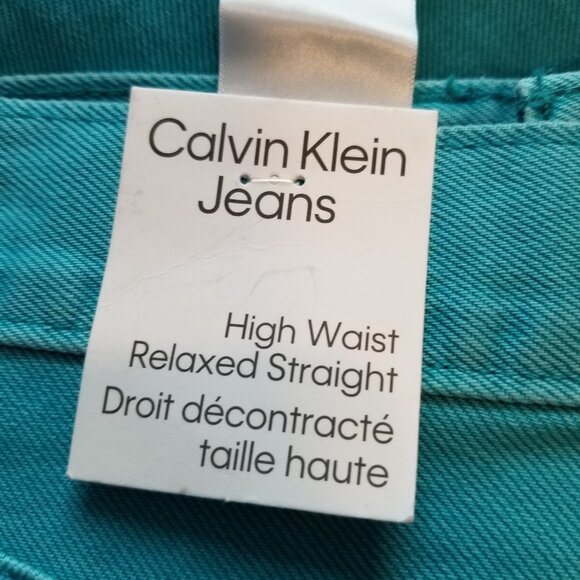 Calvin Klein
Jeans
High Waist
Relaxed Straight
Droit décontracté
taille haute